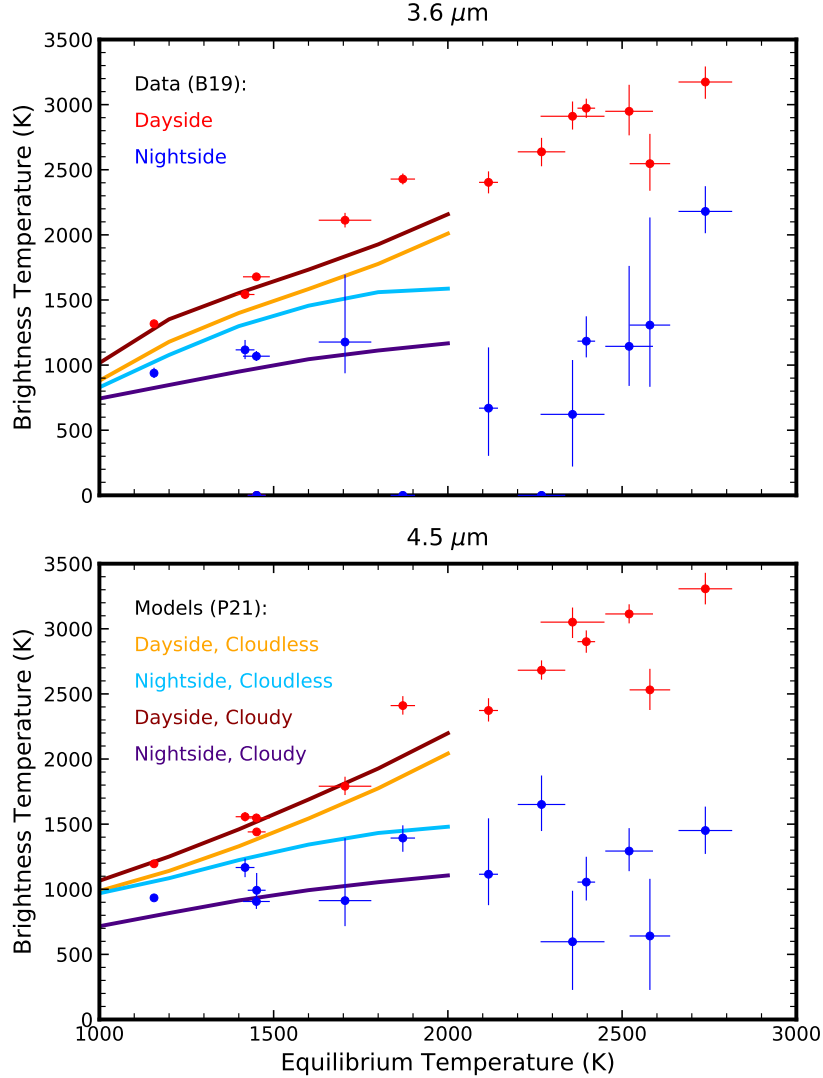 3.6 μm
3500
3000
2500
2000
1500
1000
500
0
Brightness Temperature (K)
Data (B19):
Dayside
Nightside
4.5 μm
3500
3000
2500
2000
1500
1000
500
0
Brightness Temperature (K)
Models (P21):
Dayside, Cloudless
Nightside, Cloudless
Dayside, Cloudy
Nightside, Cloudy
1000 1500 2000 2500 3000
Equilibrium Temperature (K)